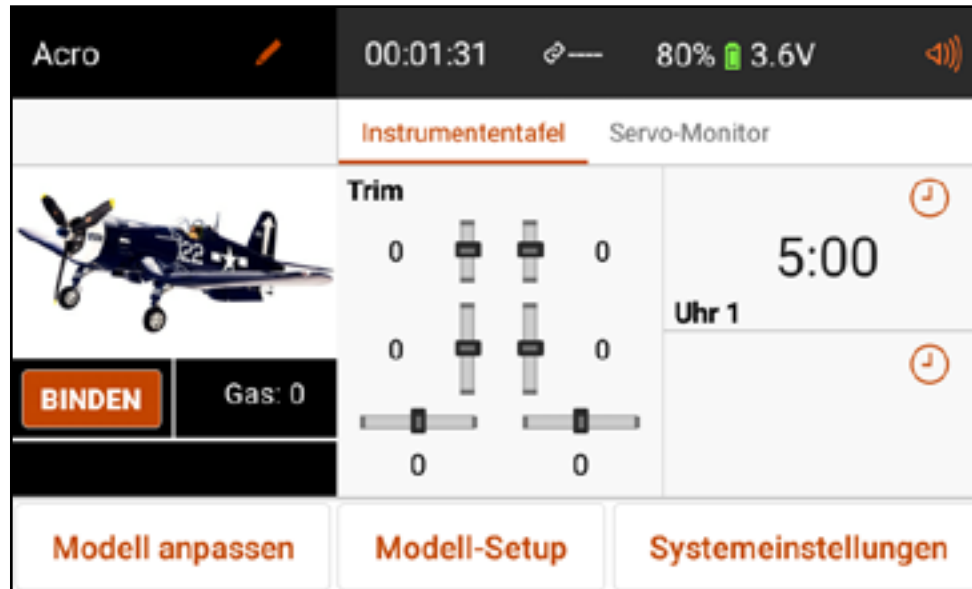 Acro
00:01:31 ---- 80% 3.6V
Instrumententafel Servo-Monitor
Trim
0 0
5:00
Uhr 1
22
0 0
BINDEN Gas: 0
0 0
Modell anpassen Modell-Setup Systemeinstellungen